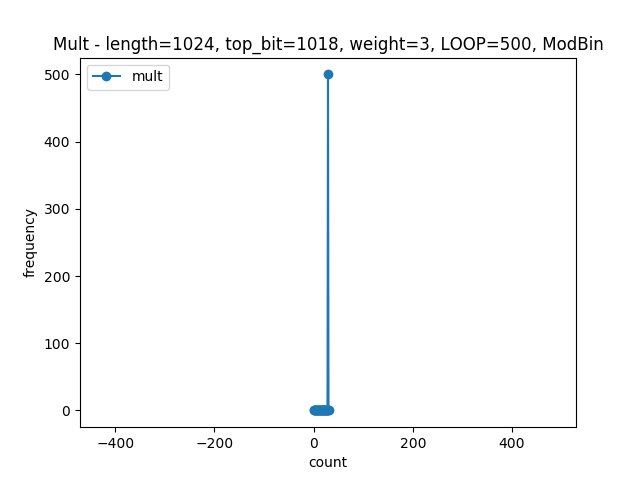 Mult - length=1024, top_bit=1018, weight=3, LOOP=500, ModBin
mult
500
400
300
200
100
0
frequency
−400 −200 0 200 400
count